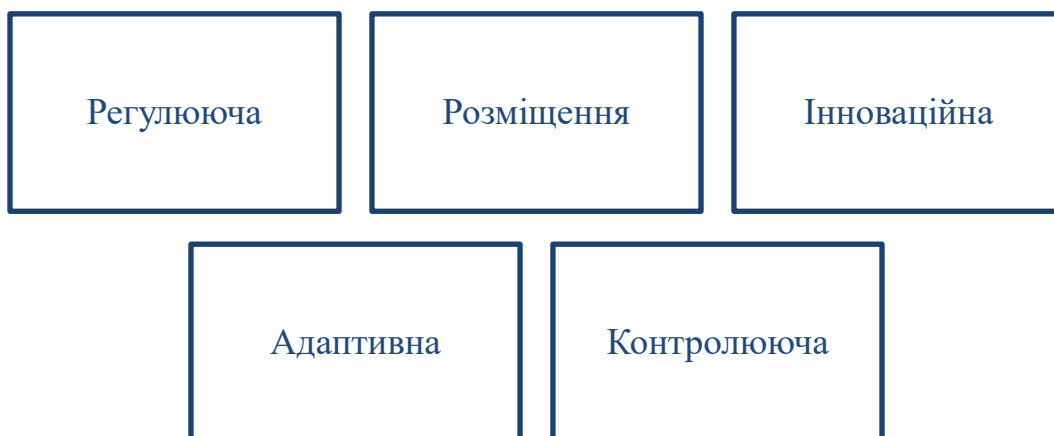 Регулююча
Розміщення
Інноваційна
Адаптивна
Контролююча